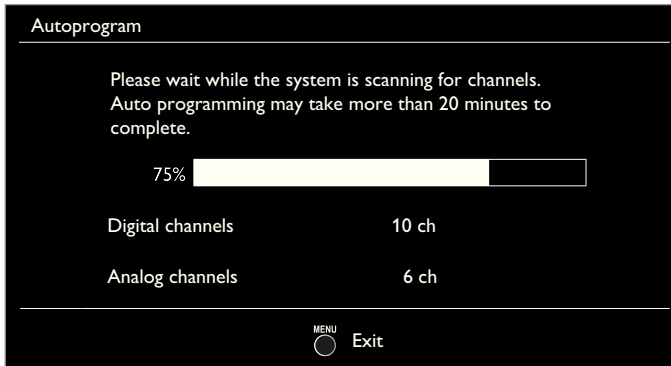 Autoprogram
Please wait while the system is scanning for channels.
Auto programming may take more than 20 minutes to
complete.
75%
Digital channels 10 ch
Analog channels 6 ch
MENU Exit